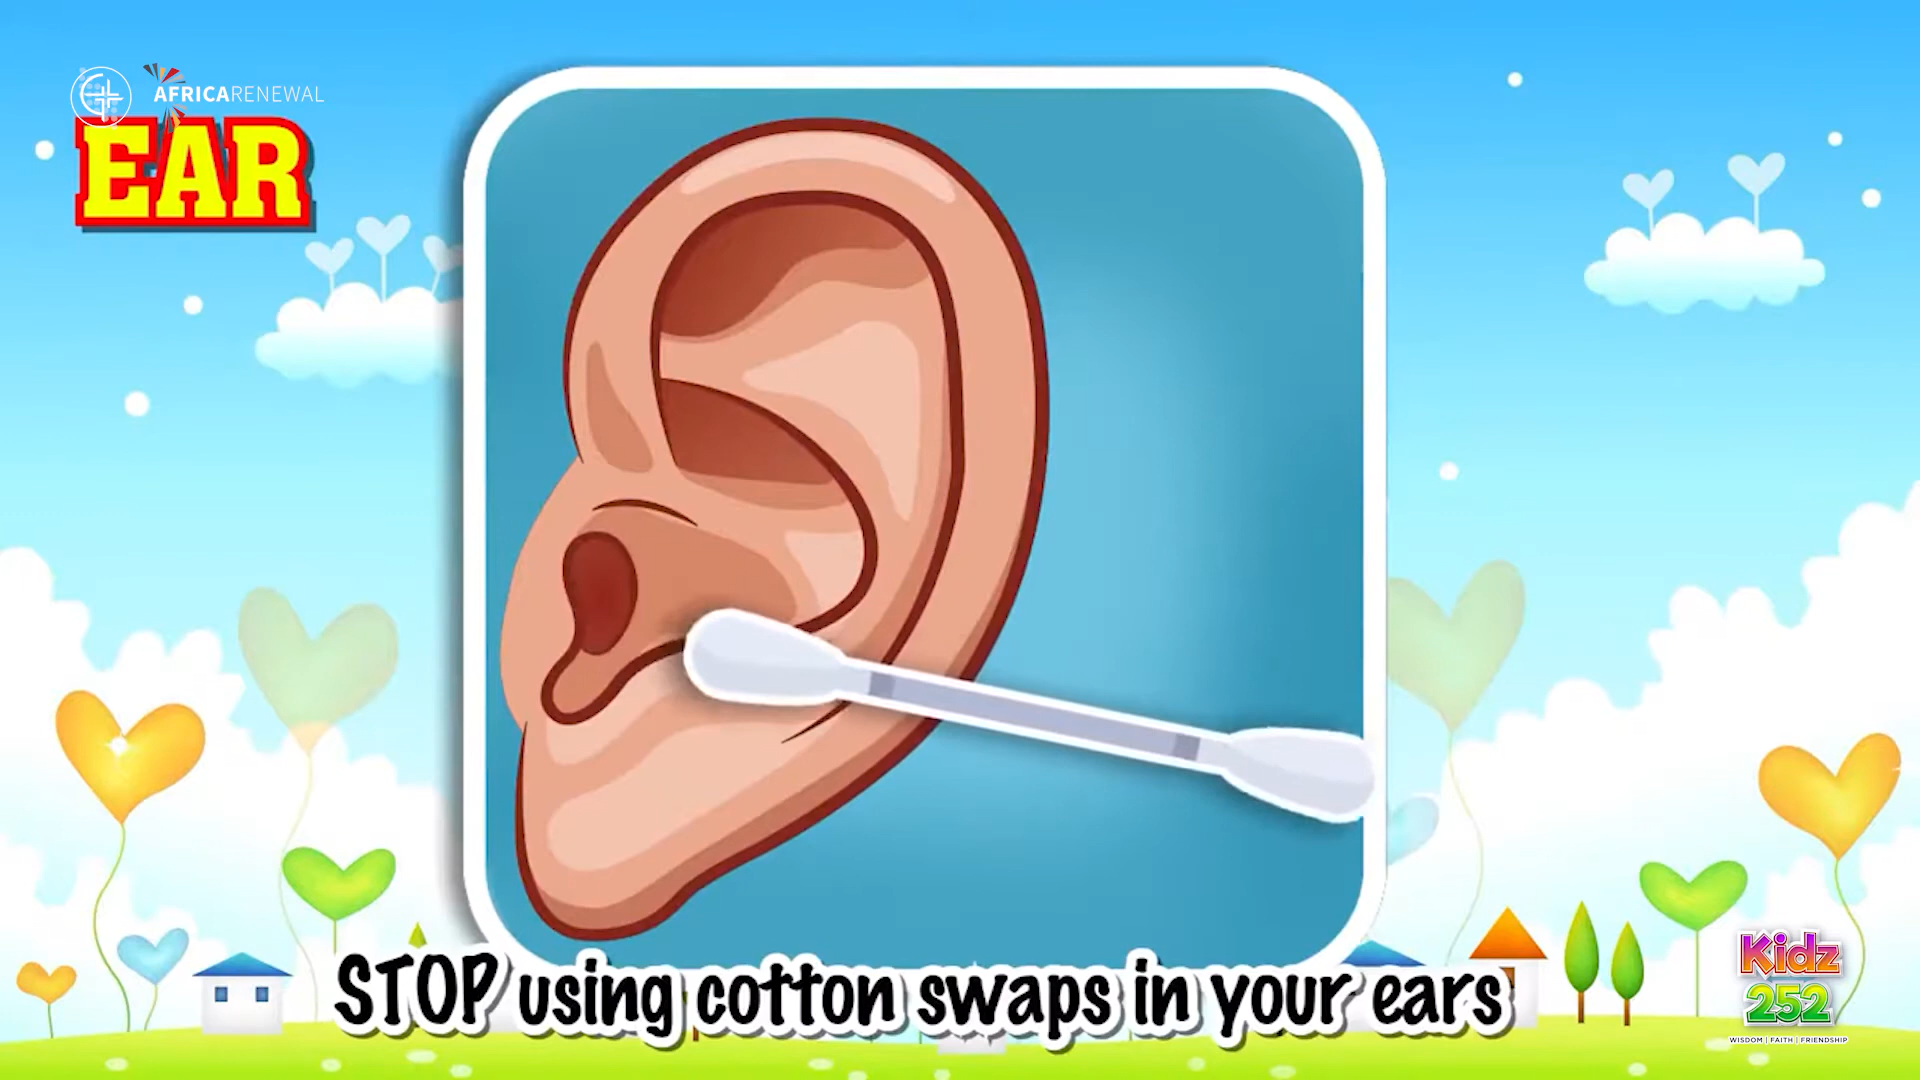 AFRICARENEWAL
EAR
STOP using cotton swaps in your ears
Kidz
252
WISDOM | FAITH | FRIENDSHIP